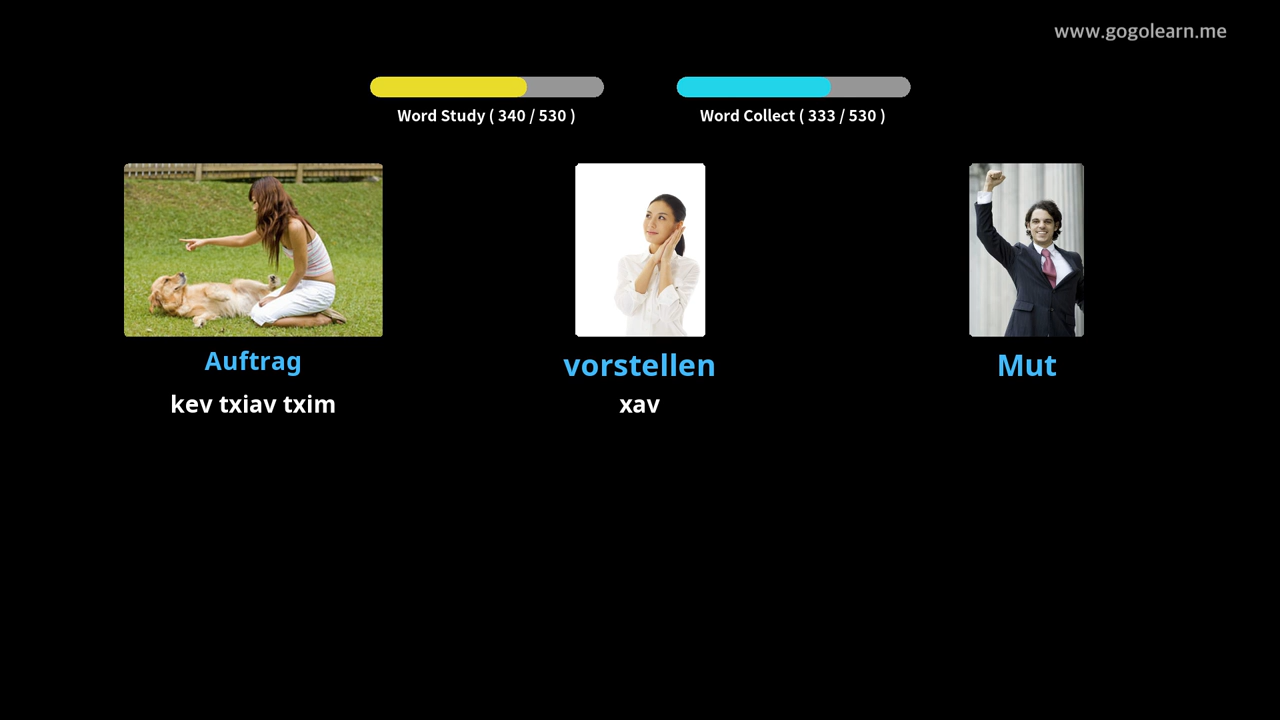 www.gogolearn.me
Word Study ( 340 / 530 )
Word Collect ( 333 / 530 )
Auftrag
vorstellen
Mut
kev txiav txim
xav